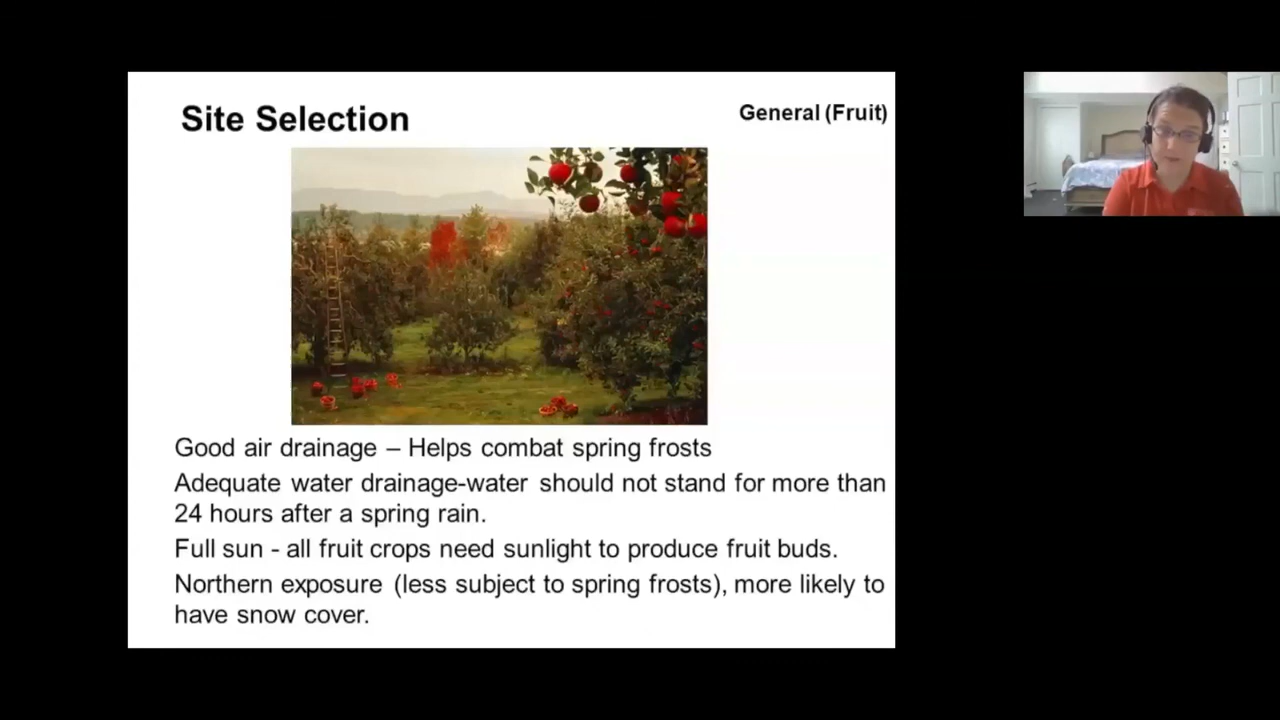 Site Selection
General (Fruit)
Good air drainage – Helps combat spring frosts
Adequate water drainage-water should not stand for more than
24 hours after a spring rain.
Full sun - all fruit crops need sunlight to produce fruit buds.
Northern exposure (less subject to spring frosts), more likely to
have snow cover.